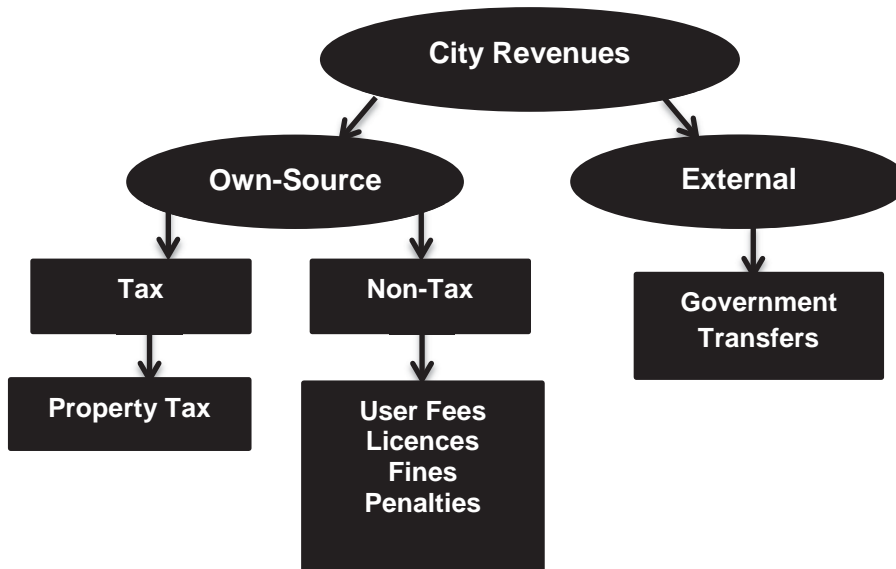 City Revenues
Own-Source
External
Tax
Non-Tax
Government
Transfers
Property Tax
User Fees
Licences
Fines
Penalties